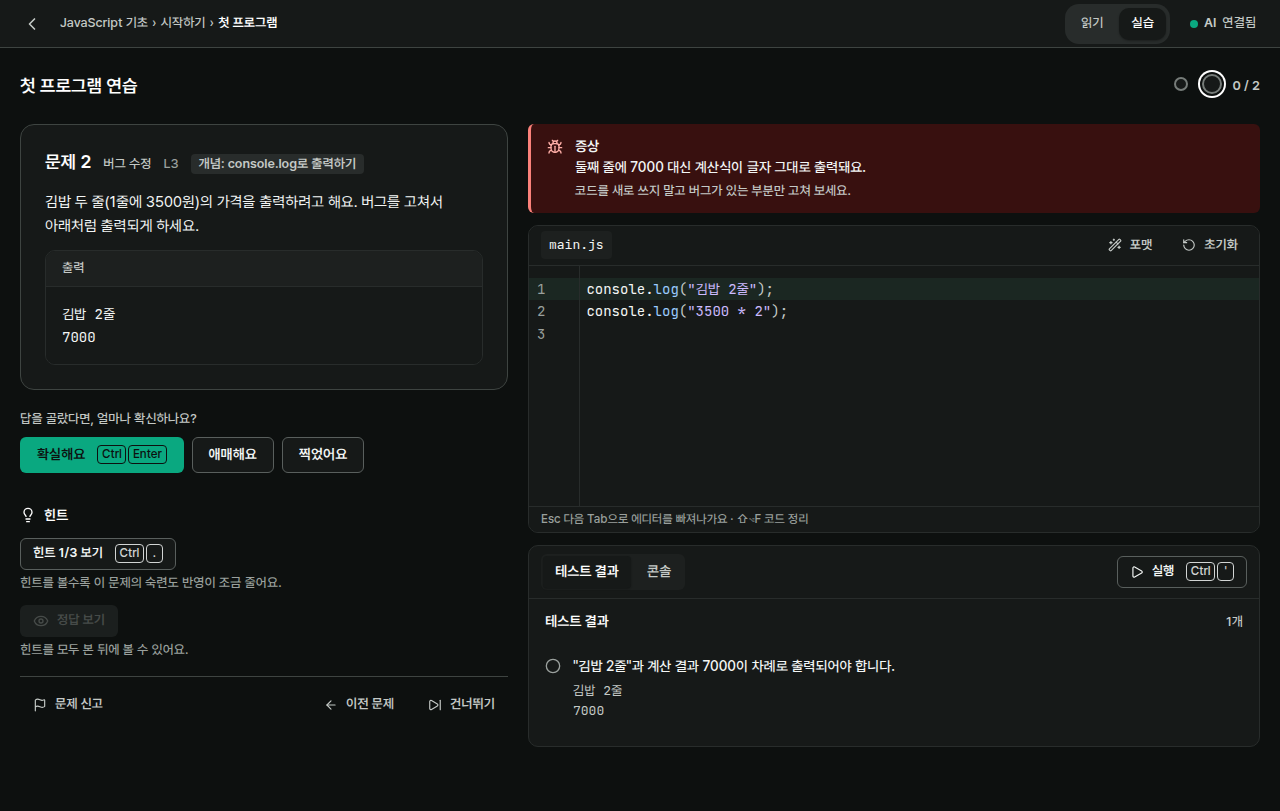 JavaScript 기초 › 시작하기 › 첫 프로그램
읽기 실습 AI 연결됨
첫 프로그램 연습
0 / 2
문제 2 버그 수정 L3 개념: console.log로 출력하기
김밥 두 줄(1줄에 3500원)의 가격을 출력하려고 해요. 버그를 고쳐서
아래처럼 출력되게 하세요.
출력
김밥 2줄
7000
답을 골랐다면, 얼마나 확신하나요?
확실해요 Ctrl Enter 애매해요 찍었어요
힌트
힌트 1/3 보기 Ctrl .
힌트를 볼수록 이 문제의 숙련도 반영이 조금 줄어요.
정답 보기
힌트를 모두 본 뒤에 볼 수 있어요.
문제 신고 이전 문제 건너뛰기
증상
둘째 줄에 7000 대신 계산식이 글자 그대로 출력돼요.
코드를 새로 쓰지 말고 버그가 있는 부분만 고쳐 보세요.
main.js 포맷 초기화
1 console.log("김밥 2줄");
2 console.log("3500 * 2");
3
Esc 다음 Tab으로 에디터를 빠져나가요 · ⇧⌥F 코드 정리
테스트 결과 콘솔 실행 Ctrl '
테스트 결과 1개
"김밥 2줄"과 계산 결과 7000이 차례로 출력되어야 합니다.
김밥 2줄
7000